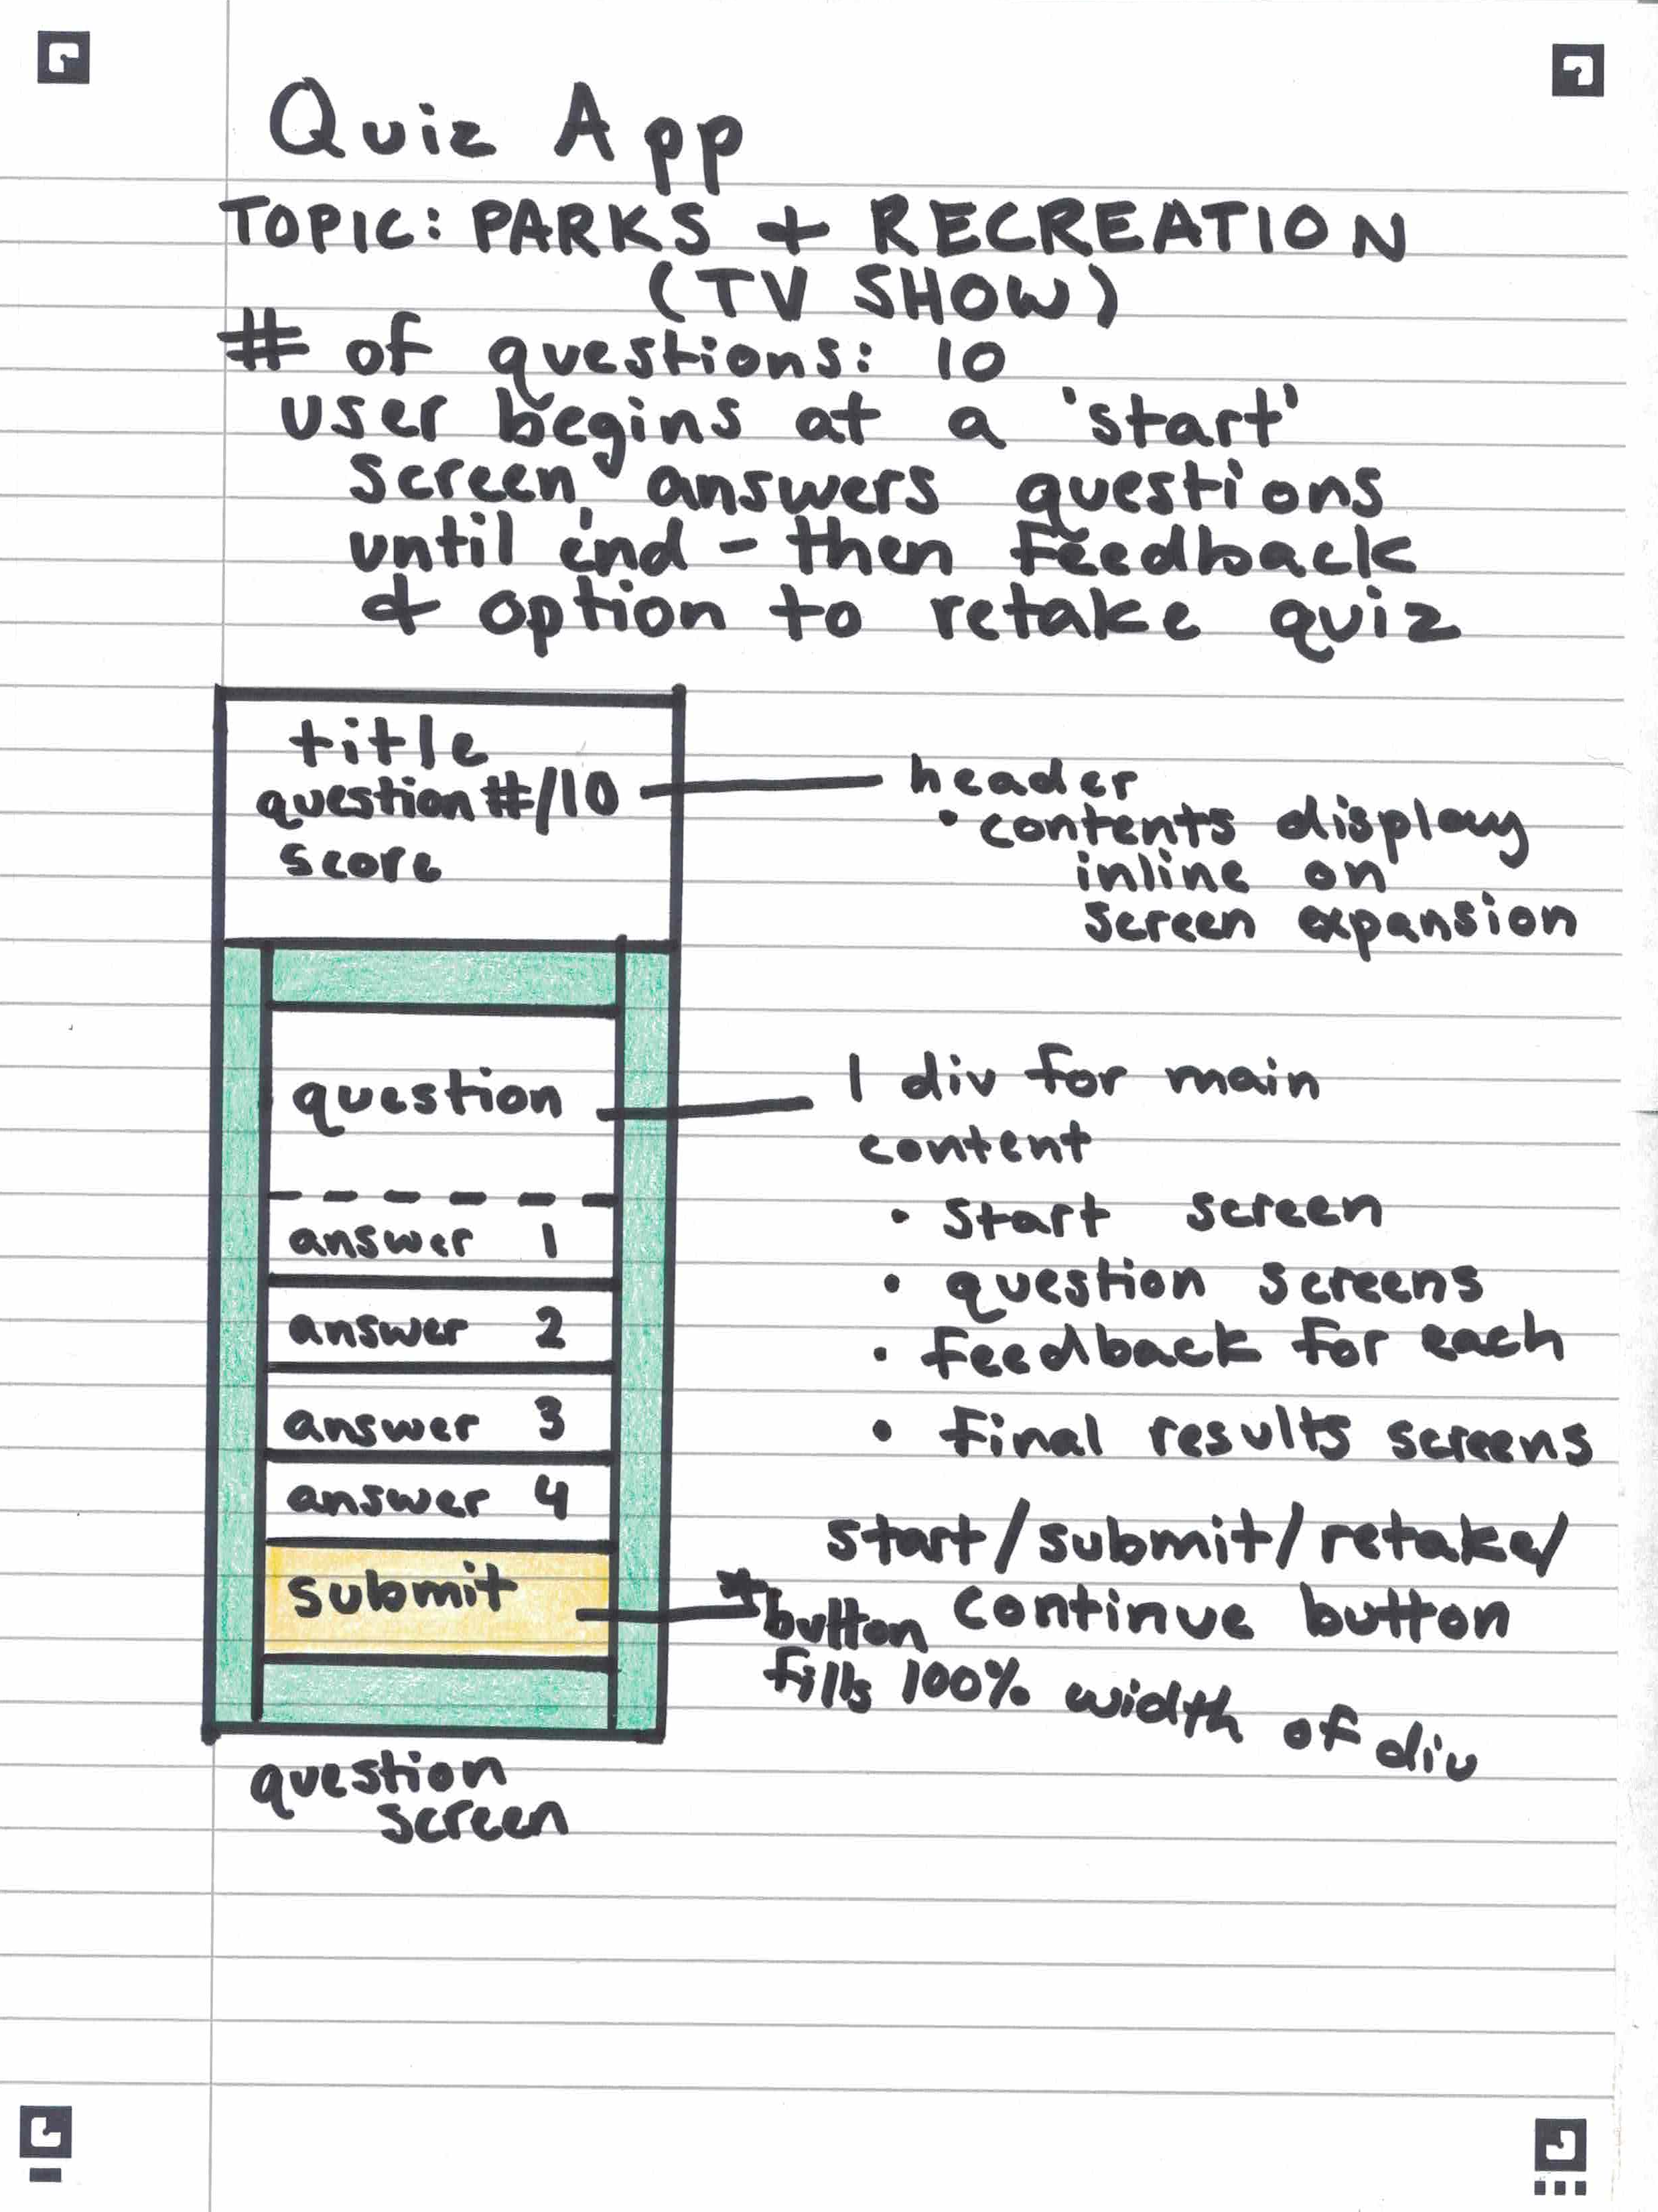 Quiz App
TOPIC: PARKS + RECREATION
(TV SHOW)
# of questions: 10
user begins at a 'start'
screen, answers questions
until end - then feedback
& option to retake quiz
title
question #/10
score
header
• contents display
inline on
screen expansion
question
1 div for main
content
• start screen
• question screens
• feedback for each
• final results screens
answer 1
answer 2
answer 3
answer 4
submit
start/submit/retake/
continue button
*button
fills 100% width of div
question
screen